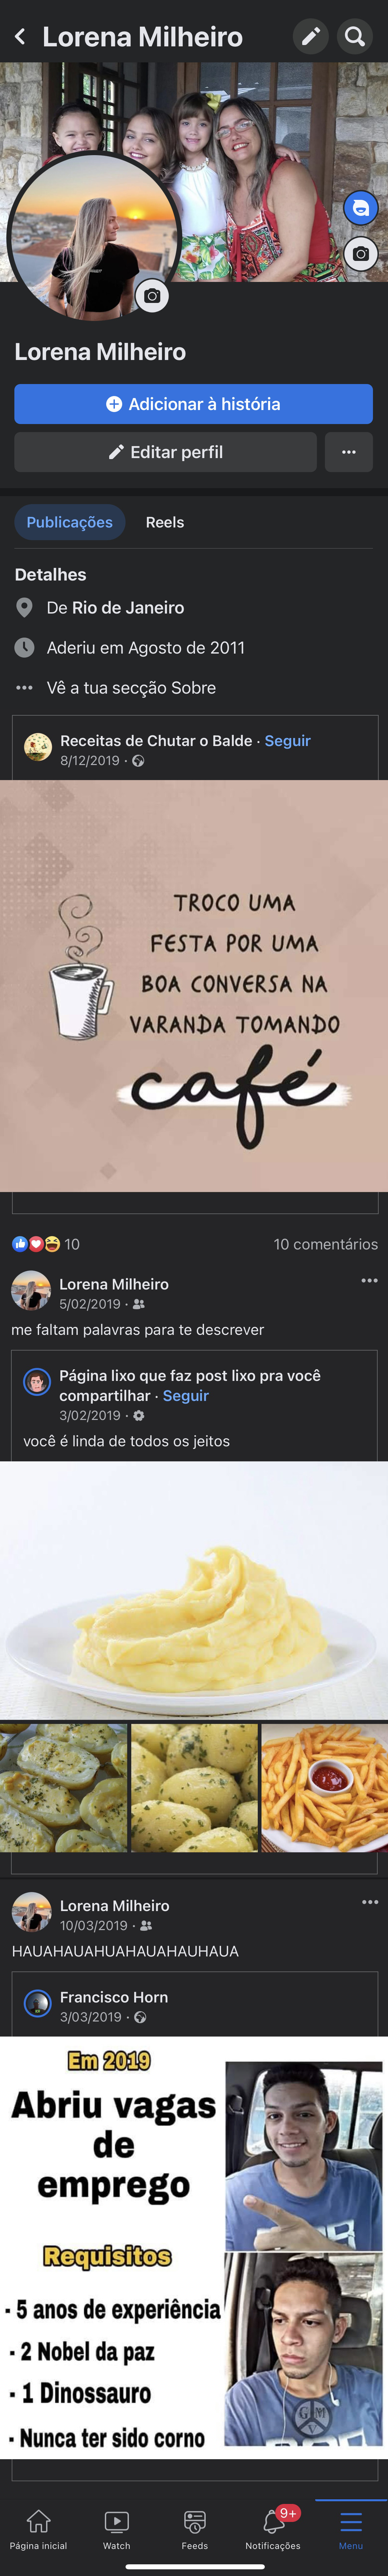 Lorena Milheiro
Lorena Milheiro
Adicionar à história
Editar perfil
Publicações
Reels
Detalhes
De Rio de Janeiro
Aderiu em Agosto de 2011
Vê a tua secção Sobre
Receitas de Chutar o Balde · Seguir
8/12/2019 ·
TROCO UMA
FESTA POR UMA
BOA CONVERSA NA
VARANDA TOMANDO
café
10
10 comentários
Lorena Milheiro
5/02/2019 ·
me faltam palavras para te descrever
Página lixo que faz post lixo pra você
compartilhar · Seguir
3/02/2019 ·
você é linda de todos os jeitos
Lorena Milheiro
10/03/2019 ·
HAUAHAUAHUAHAUAHAUHAUA
Francisco Horn
3/03/2019 ·
Em 2019
Abriu vagas
de
emprego
Requisitos
- 5 anos de experiência
- 2 Nobel da paz
- 1 Dinossauro
- Nunca ter sido corno
G M
V
9+
Página inicial
Watch
Feeds
Notificações
Menu